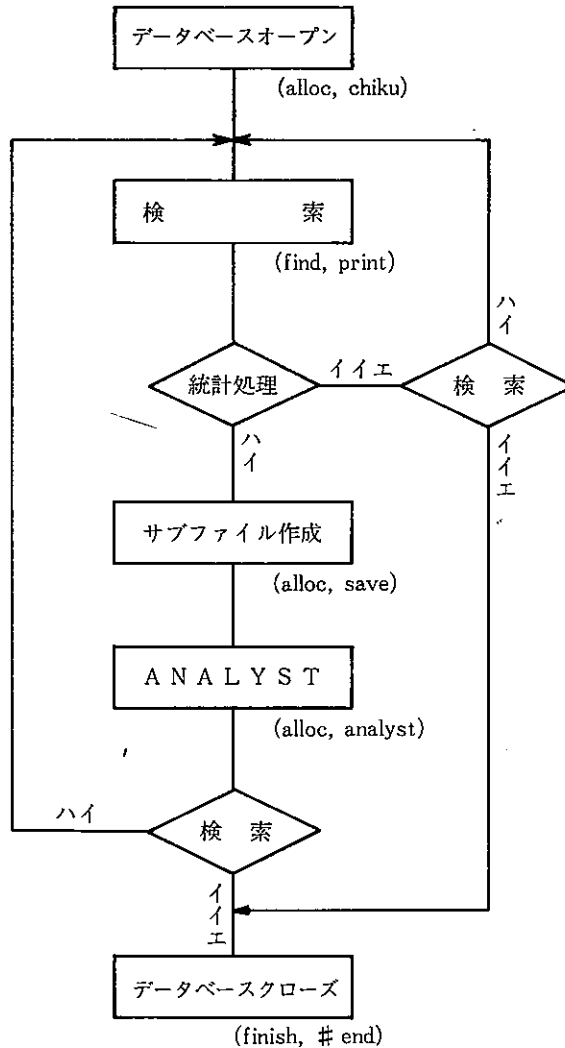 データベースオープン
(alloc, chiku)
検 索
(find, print)
ハイ
統計処理
イイエ
検 索
ハイ
イイエ
サブファイル作成
(alloc, save)
ＡＮＡＬＹＳＴ
(alloc, analyst)
ハイ
検 索
イイエ
データベースクローズ
(finish, # end)